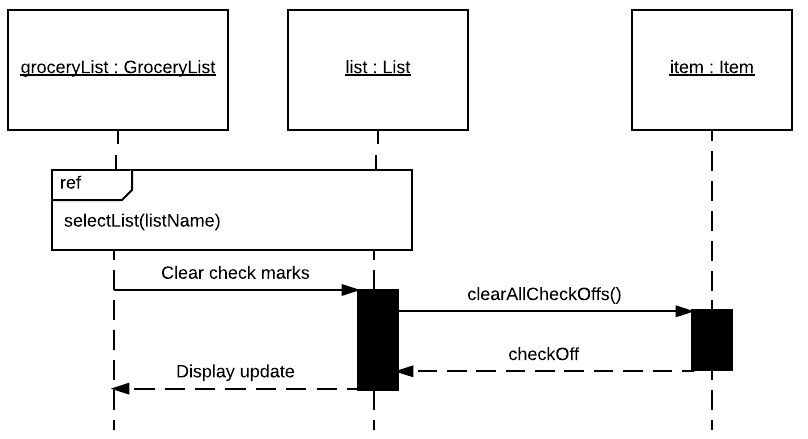 groceryList : GroceryList
list : List
item : Item
ref
selectList(listName)
Clear check marks
clearAllCheckOffs()
checkOff
Display update